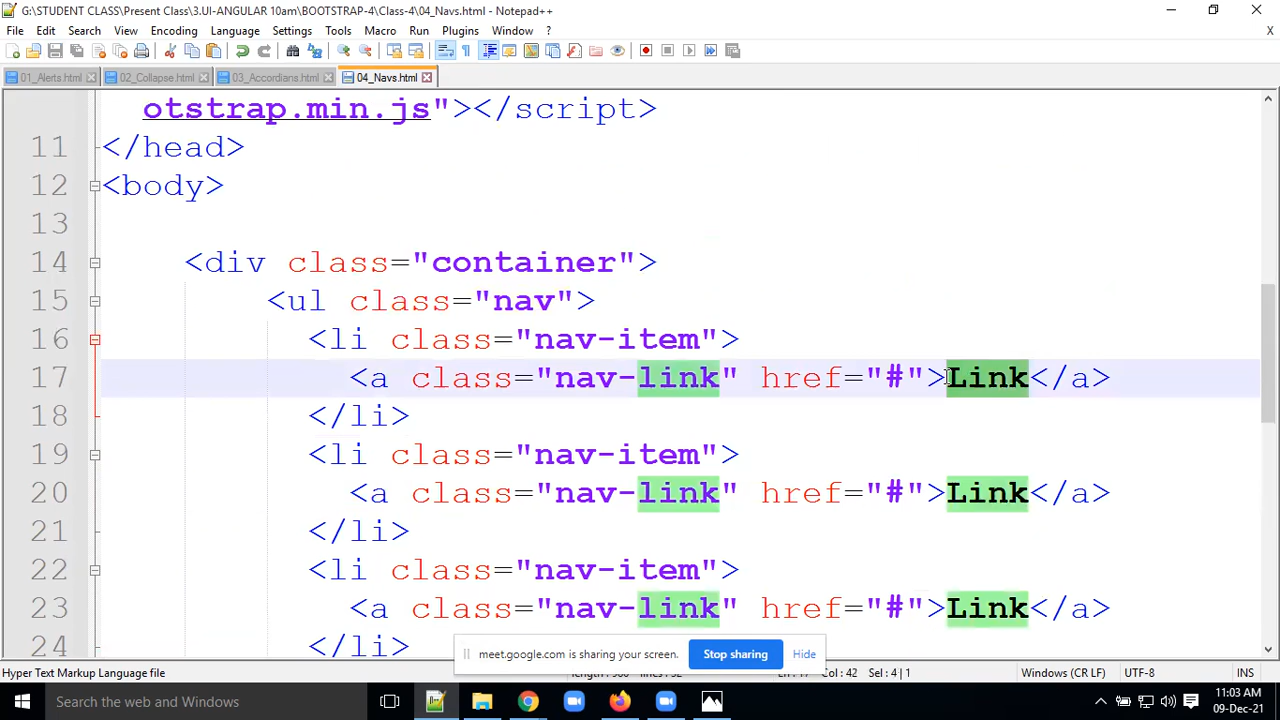 G:\STUDENT CLASS\Present Class\3.UI-ANGULAR 10am\BOOTSTRAP-4\Class-4\04_Navs.html - Notepad++
File Edit Search View Encoding Language Settings Tools Macro Run Plugins Window ? X
01_Alerts.html 02_Collapse.html 03_Accordians.html 04_Navs.html
otstrap.min.js"></script>
11 </head>
12 <body>
13
14 <div class="container">
15 <ul class="nav">
16 <li class="nav-item">
17 <a class="nav-link" href="#">Link</a>
18 </li>
19 <li class="nav-item">
20 <a class="nav-link" href="#">Link</a>
21 </li>
22 <li class="nav-item">
23 <a class="nav-link" href="#">Link</a>
24 </li>
meet.google.com is sharing your screen. Stop sharing Hide
Hyper Text Markup Language file Col: 42 Sel: 4 | 1 Windows (CR LF) UTF-8 INS
Search the web and Windows
11:03 AM
09-Dec-21